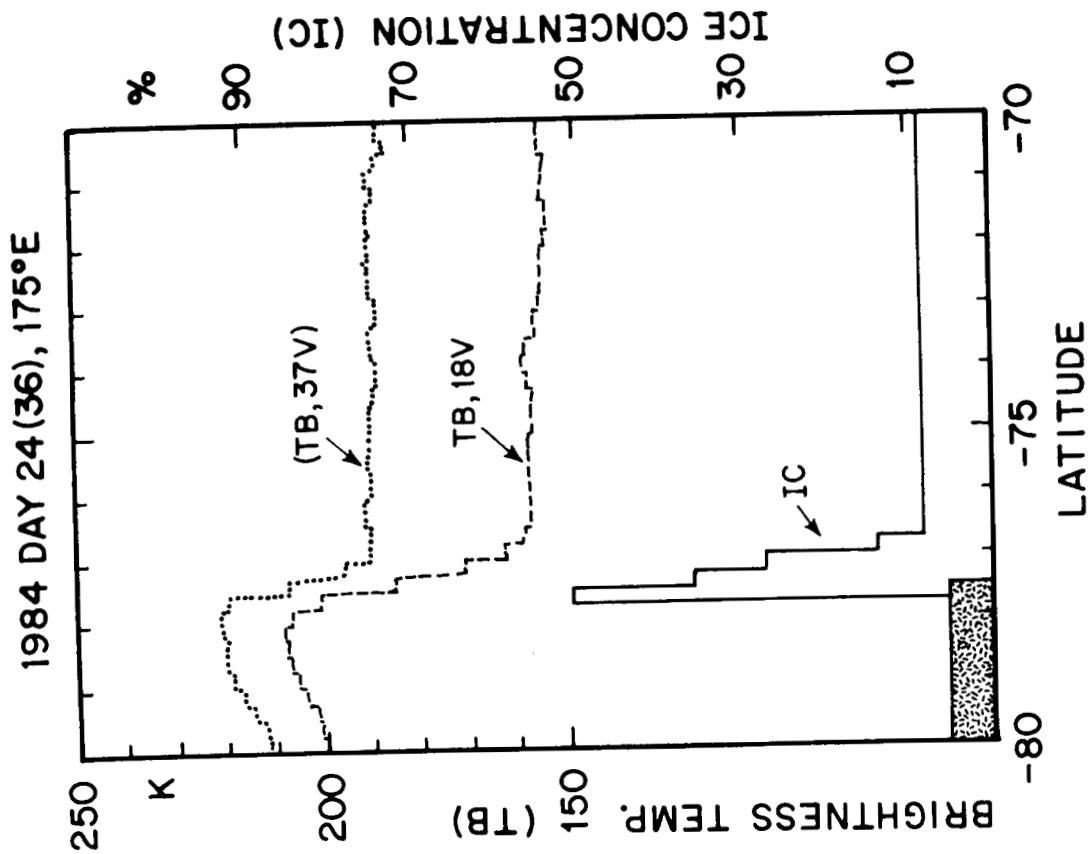 1984 DAY 24(36), 175°E
ICE CONCENTRATION (IC)
%
90
70
50
30
10
(TB, 37V)
TB, 18V
IC
250
K
200
150
BRIGHTNESS TEMP. (TB)
-80
-75
-70
LATITUDE